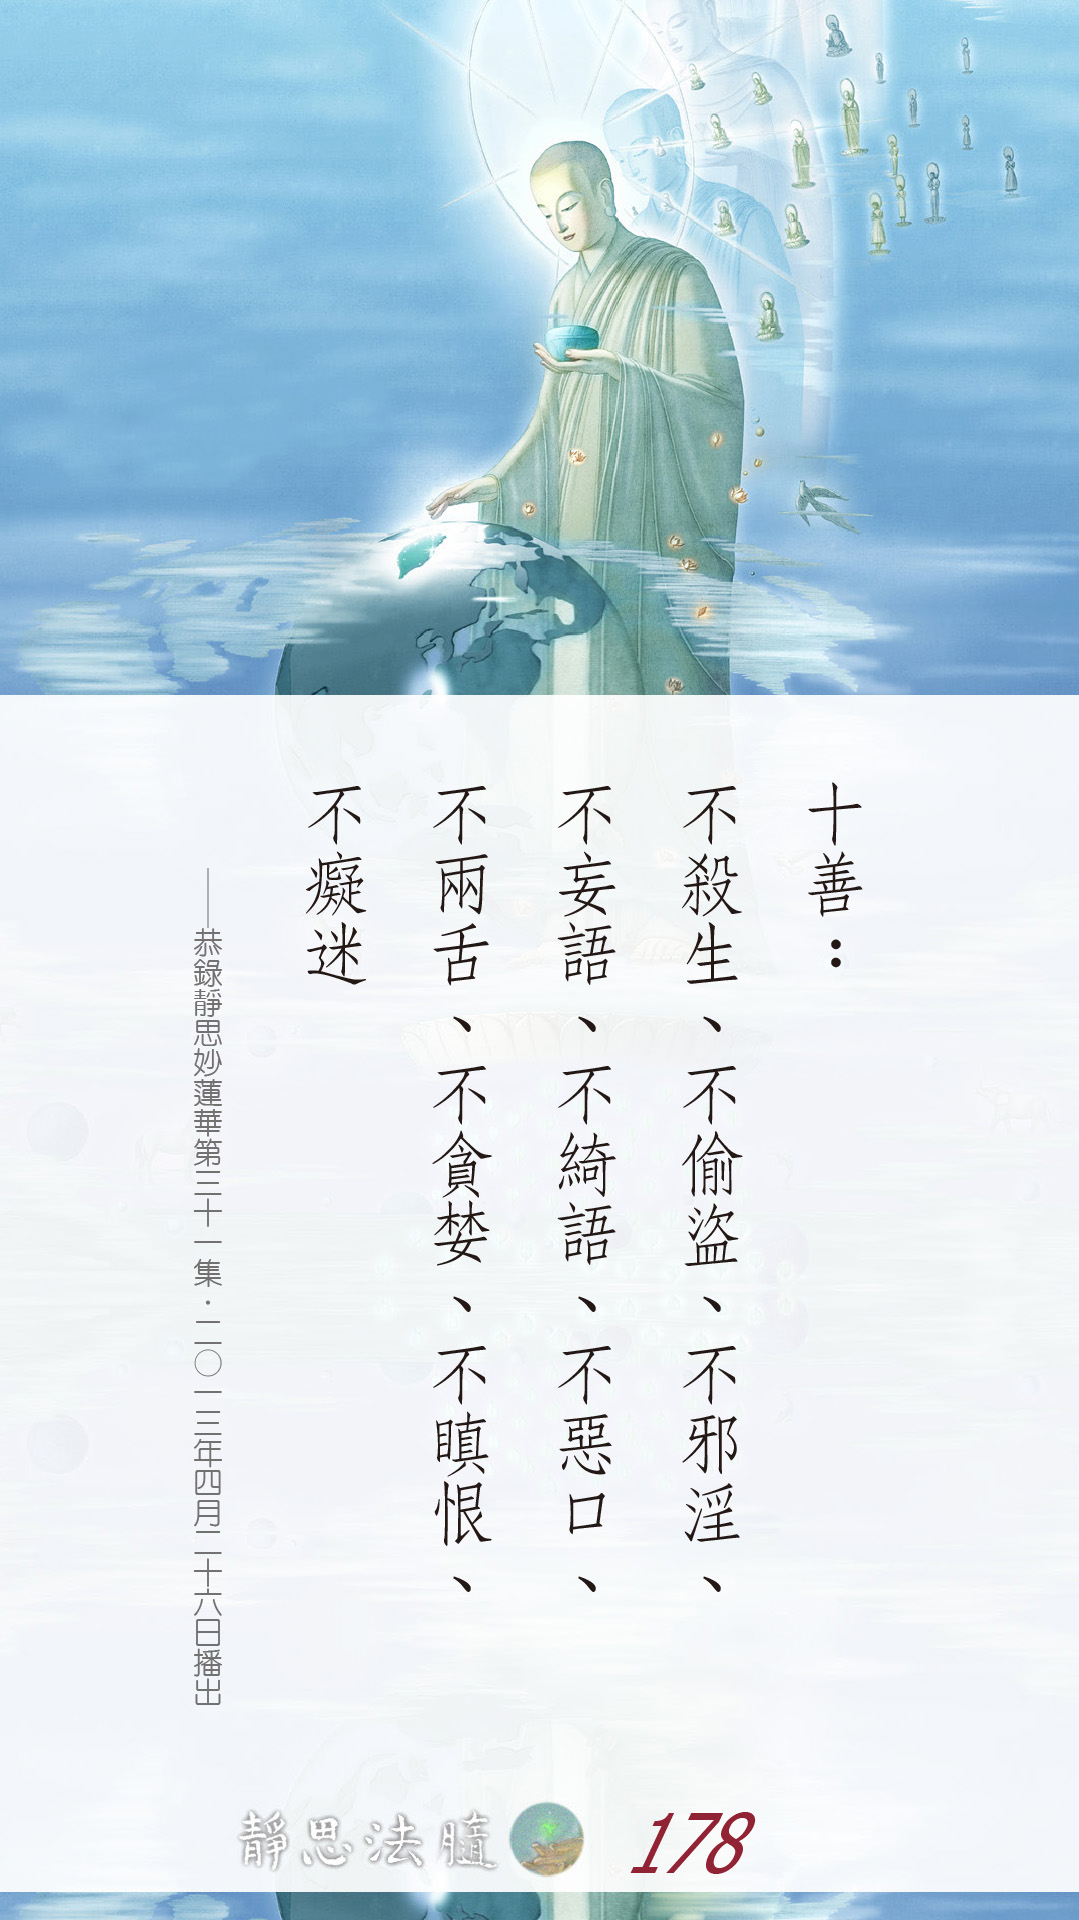 十善：
不殺生、不偷盜、不邪淫、
不妄語、不綺語、不惡口、
不兩舌、不貪婪、不瞋恨、
不癡迷
——恭錄靜思妙蓮華第三十一集．二〇一三年四月二十六日播出
靜思法髓
178